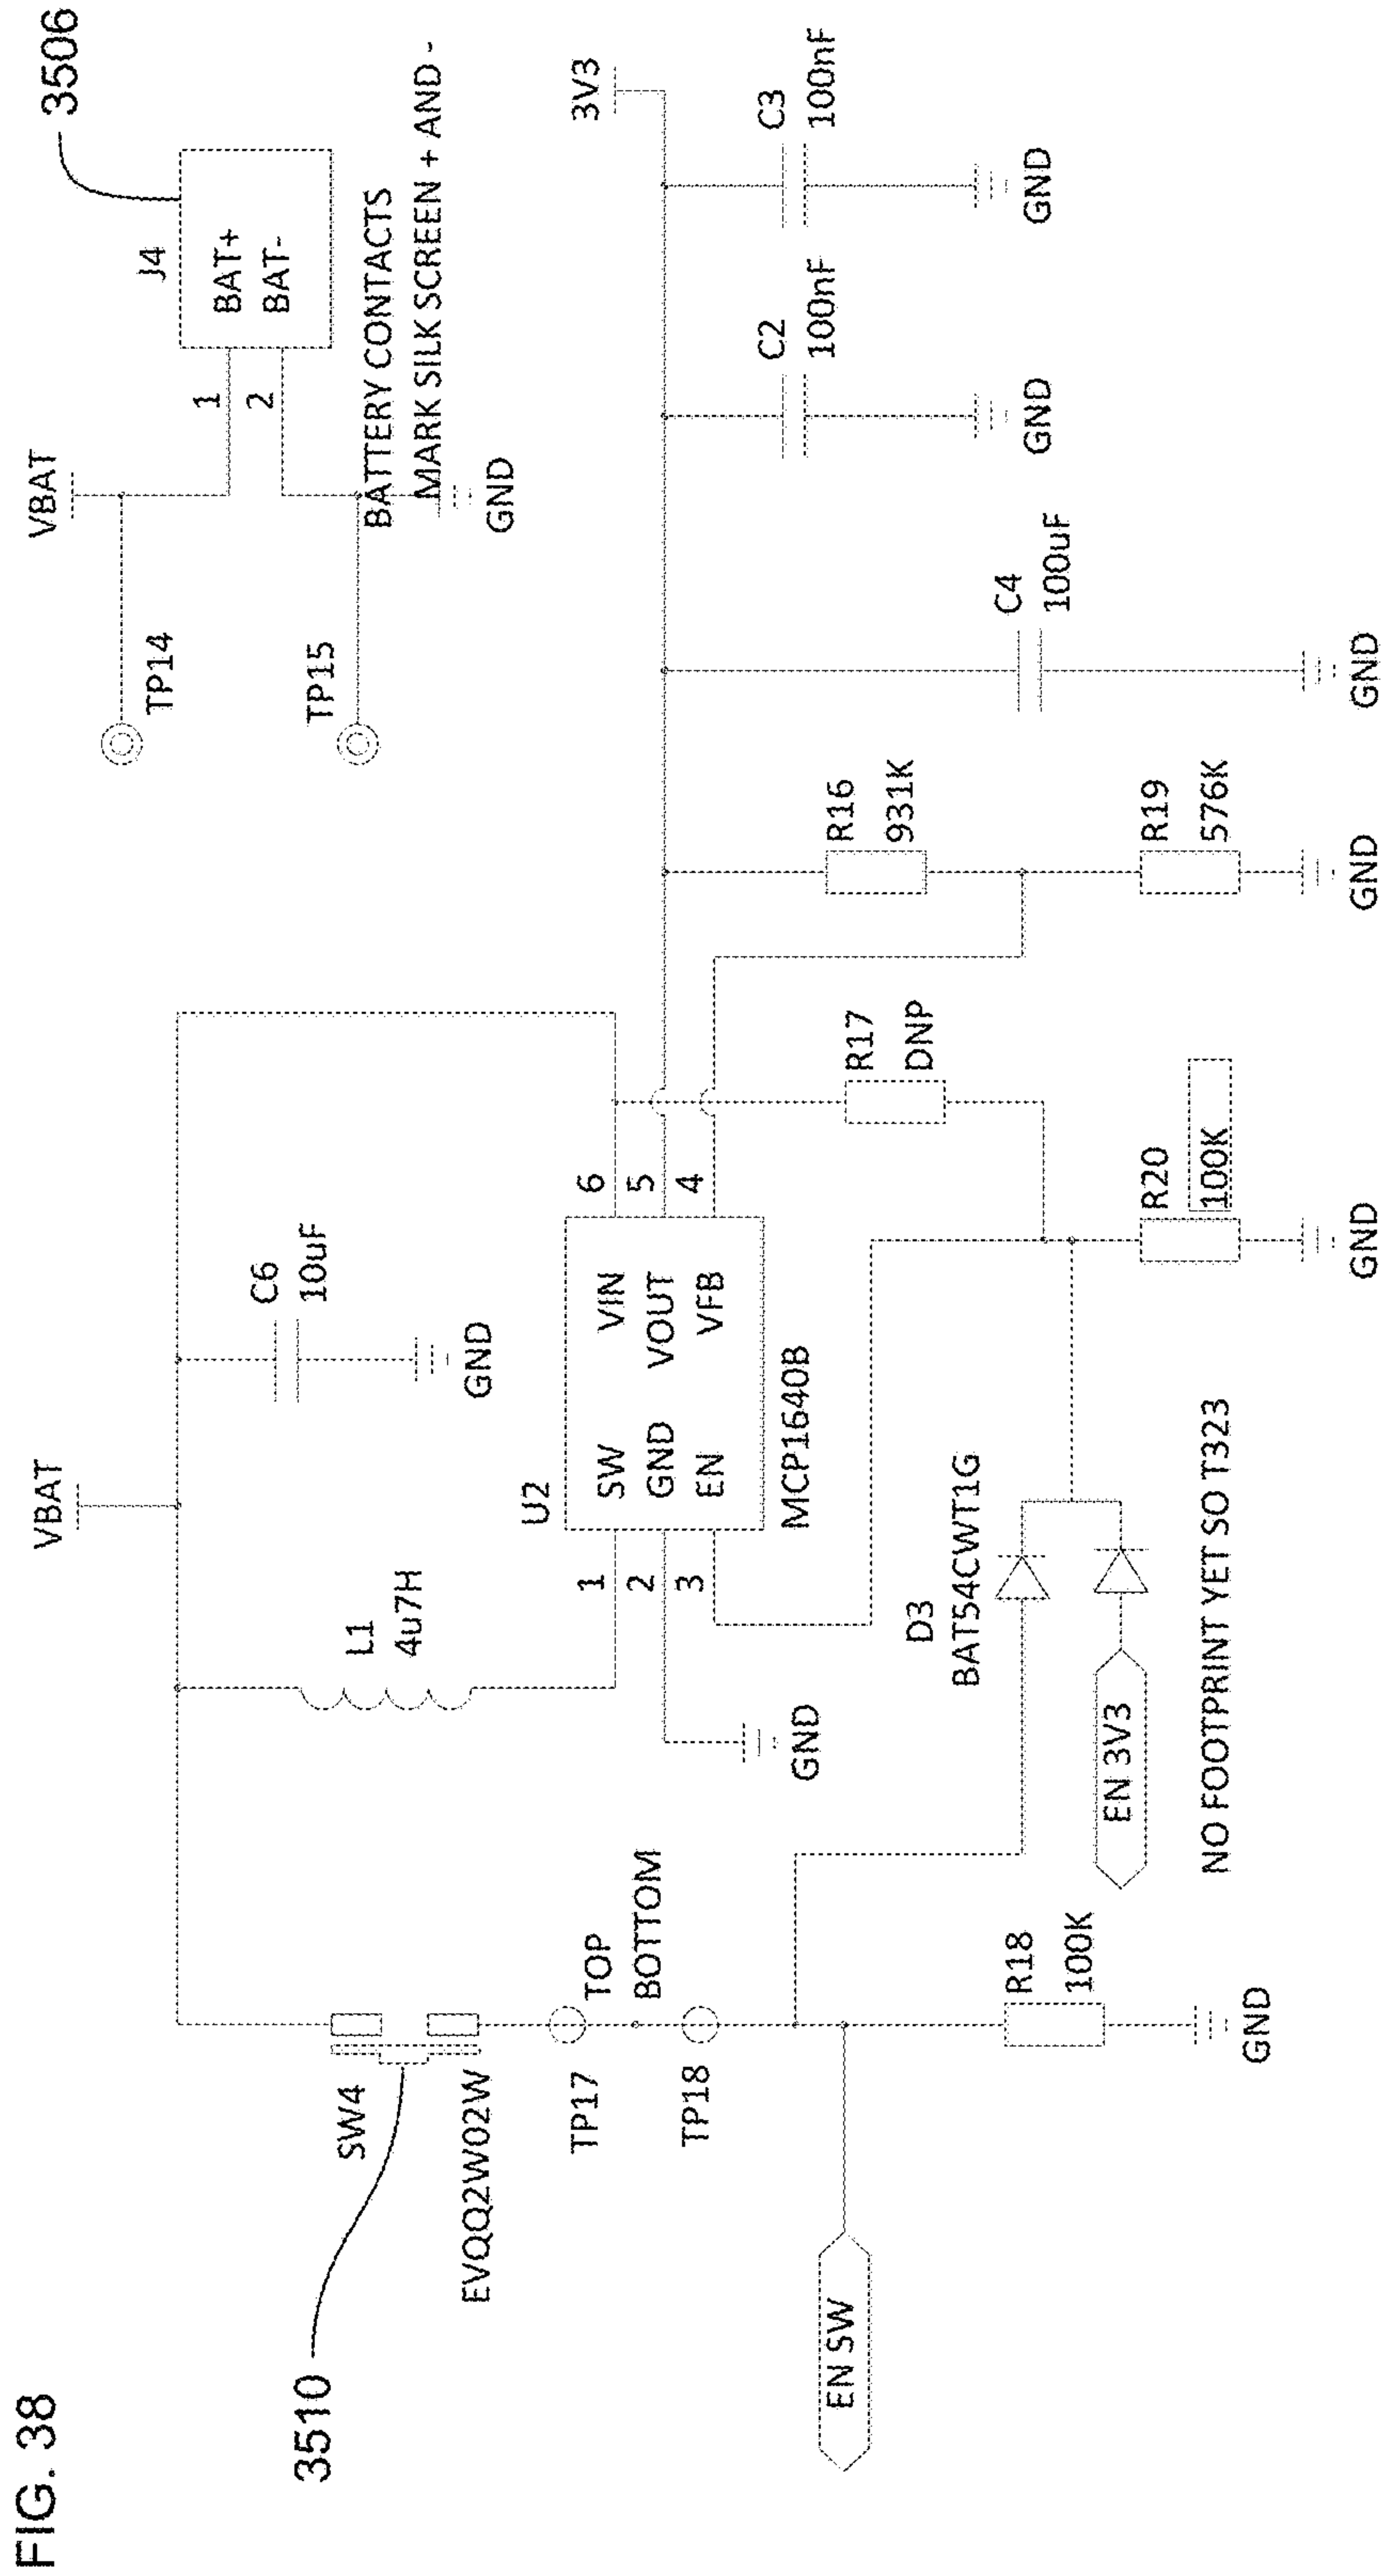 FIG. 38
VBAT
J4
3506
BAT+
BAT-
1
2
TP14
TP15
BATTERY CONTACTS
MARK SILK SCREEN + AND -
GND
VBAT
L1
4u7H
C6
10uF
GND
3510
SW4
EVQQ2W02W
TP17
TOP
BOTTOM
TP18
EN SW
R18
100K
GND
U2
1
2
3
SW
GND
EN
VIN
VOUT
VFB
6
5
4
MCP1640B
GND
3V3
D3
BAT54CWT1G
EN 3V3
NO FOOTPRINT YET SO T323
R17
DNP
R20
100K
GND
R16
931K
R19
576K
GND
C4
100uF
GND
C2
100nF
GND
C3
100nF
GND